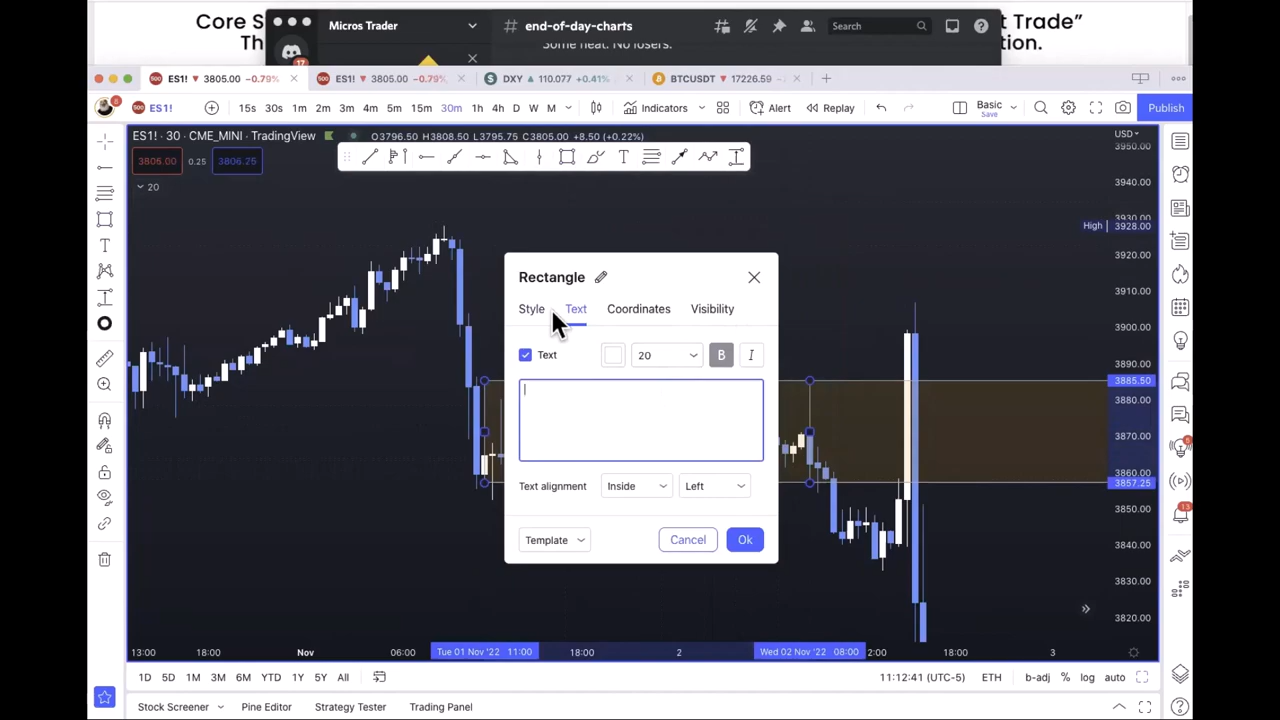 Core S
t Trade”
Th
ion.
Micros Trader
# end-of-day-charts
Search
17
Some heat. No losers.
ES1! ▼ 3805.00 −0.79%
ES1! ▼ 3805.00 −0.79%
DXY ▲ 110.077 +0.41%
BTCUSDT ▼ 17226.59
ES1!
15s 30s 1m 2m 3m 4m 5m 15m 30m 1h 4h D W M
Indicators
Alert
Replay
Basic
Save
Publish
ES1! · 30 · CME_MINI · TradingView
O3796.50 H3808.50 L3795.75 C3805.00 +8.50 (+0.22%)
USD
3805.00 0.25 3806.25
20
3950.00
3940.00
3930.00
High 3928.00
3920.00
3910.00
3900.00
3890.00
3885.50
3880.00
3870.00
3860.00
3857.25
3850.00
3840.00
3830.00
3820.00
Rectangle
Style Text Coordinates Visibility
Text
20
B I
Text alignment
Inside
Left
Template
Cancel
Ok
13:00 18:00 Nov 06:00 Tue 01 Nov '22 11:00 18:00 2 Wed 02 Nov '22 08:00 2:00 18:00 3
1D 5D 1M 3M 6M YTD 1Y 5Y All
11:12:41 (UTC-5) ETH b-adj % log auto
Stock Screener Pine Editor Strategy Tester Trading Panel